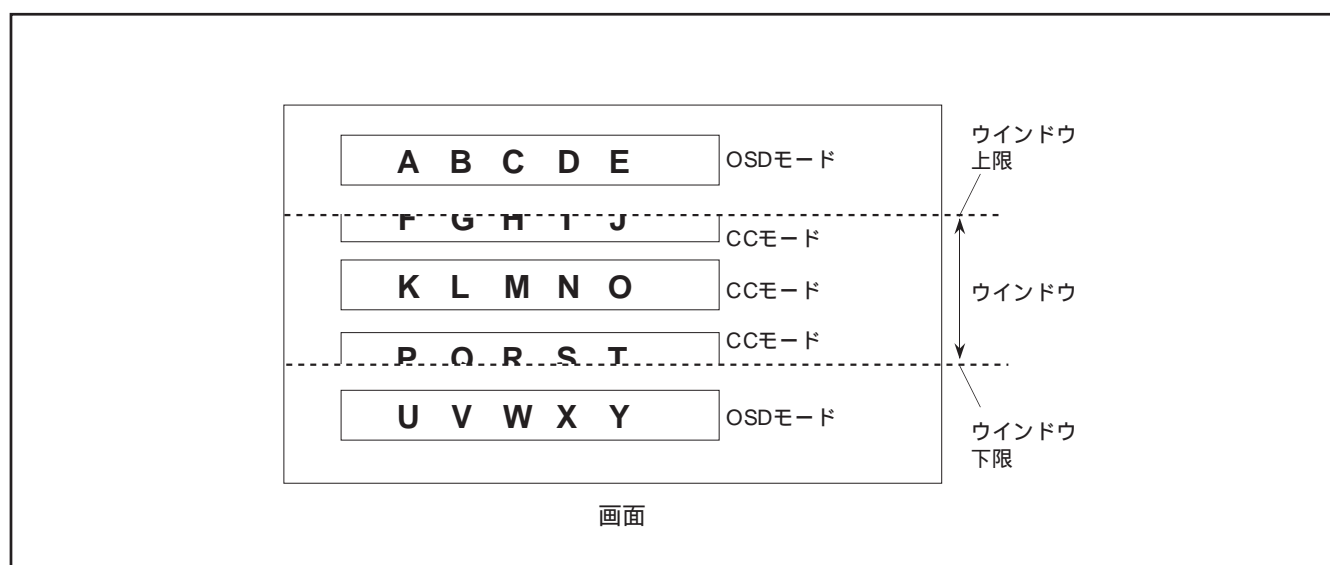 ウインドウ
上限
A B C D E
OSDモード
F G H I J
CCモード
K L M N O
CCモード
ウインドウ
P Q R S T
CCモード
U V W X Y
OSDモード
ウインドウ
下限
画面